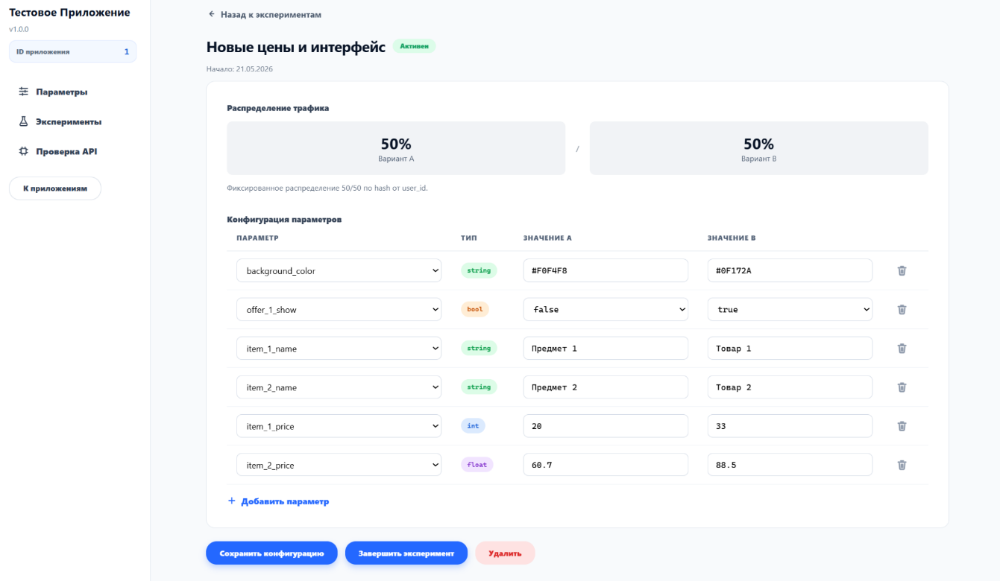 Тестовое Приложение
v1.0.0
ID приложения 1
Параметры
Эксперименты
Проверка API
К приложениям
← Назад к экспериментам
Новые цены и интерфейс Активен
Начало: 21.05.2026
Распределение трафика
50% / 50%
Вариант A Вариант B
Фиксированное распределение 50/50 по hash от user_id.
Конфигурация параметров
ПАРАМЕТР ТИП ЗНАЧЕНИЕ A ЗНАЧЕНИЕ B
background_color string #F0F4F8 #0F172A
offer_1_show bool false true
item_1_name string Предмет 1 Товар 1
item_2_name string Предмет 2 Товар 2
item_1_price int 20 33
item_2_price float 60.7 88.5
+ Добавить параметр
Сохранить конфигурацию Завершить эксперимент Удалить